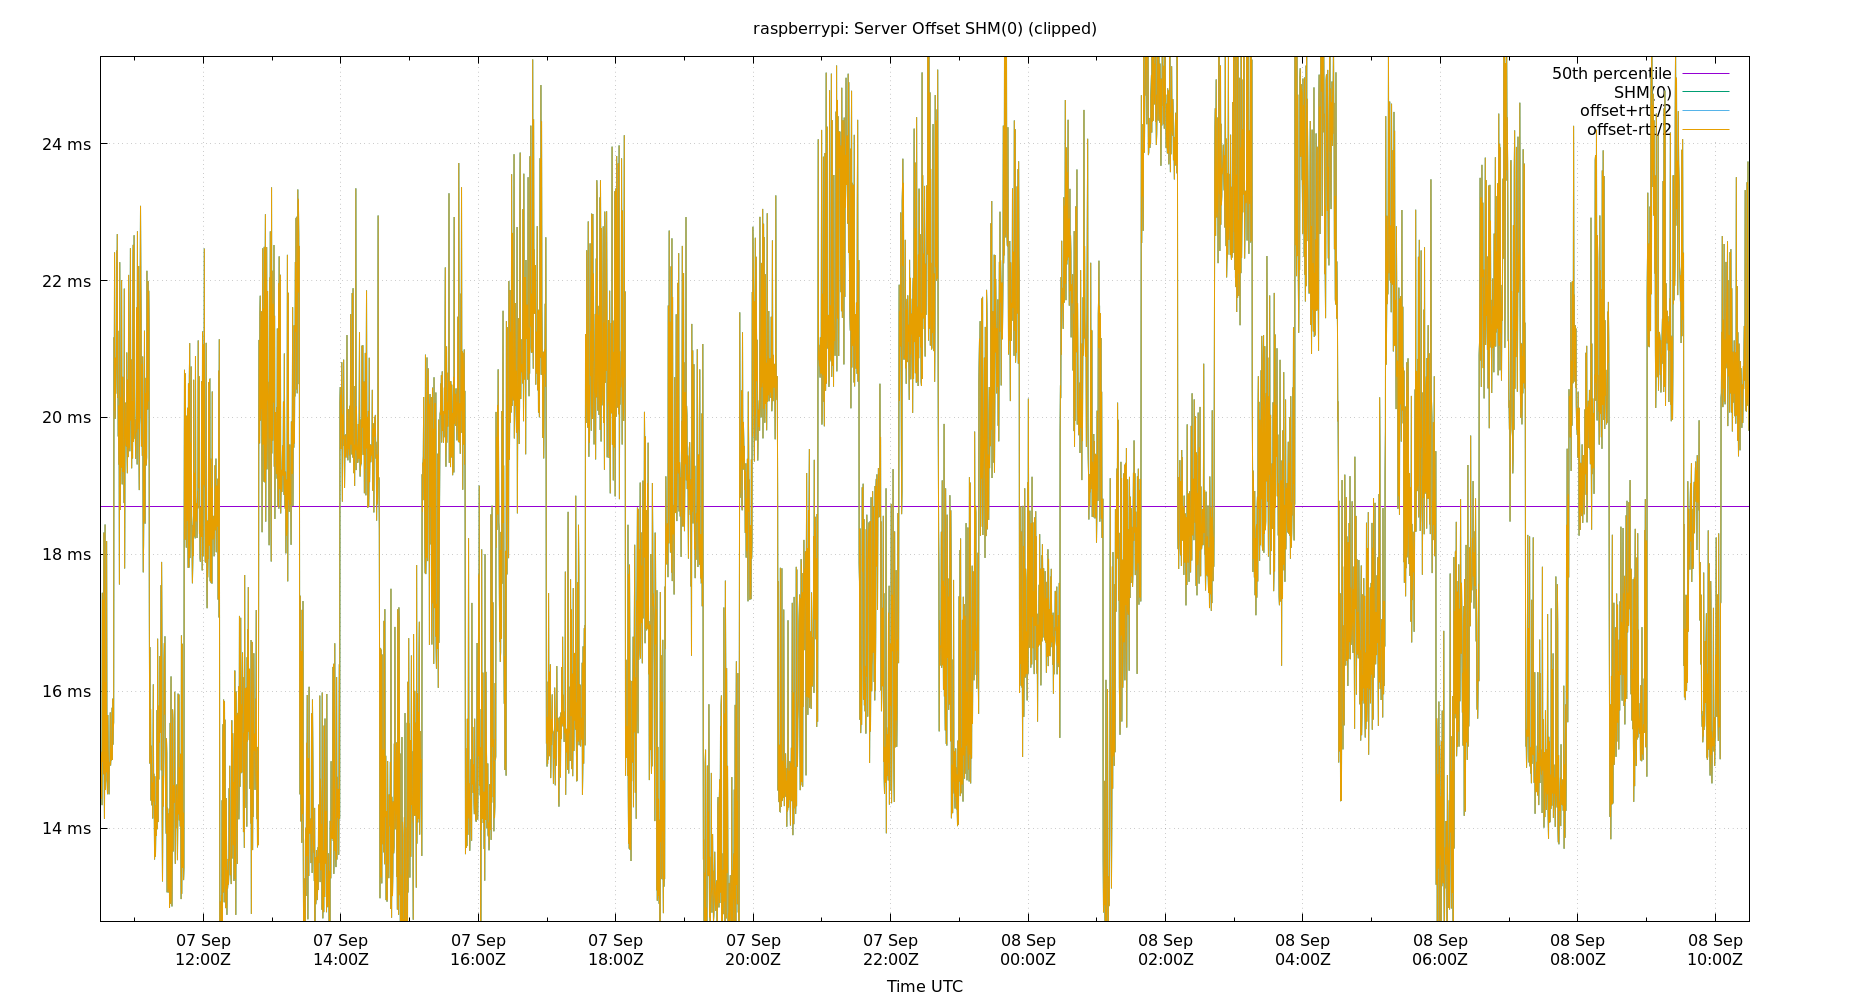 raspberrypi: Server Offset SHM(0) (clipped)
50th percentile
SHM(0)
offset+rtt/2
offset-rtt/2
24 ms
22 ms
20 ms
18 ms
16 ms
14 ms
07 Sep 07 Sep 07 Sep 07 Sep 07 Sep 07 Sep 08 Sep 08 Sep 08 Sep 08 Sep 08 Sep 08 Sep
12:00Z 14:00Z 16:00Z 18:00Z 20:00Z 22:00Z 00:00Z 02:00Z 04:00Z 06:00Z 08:00Z 10:00Z
Time UTC